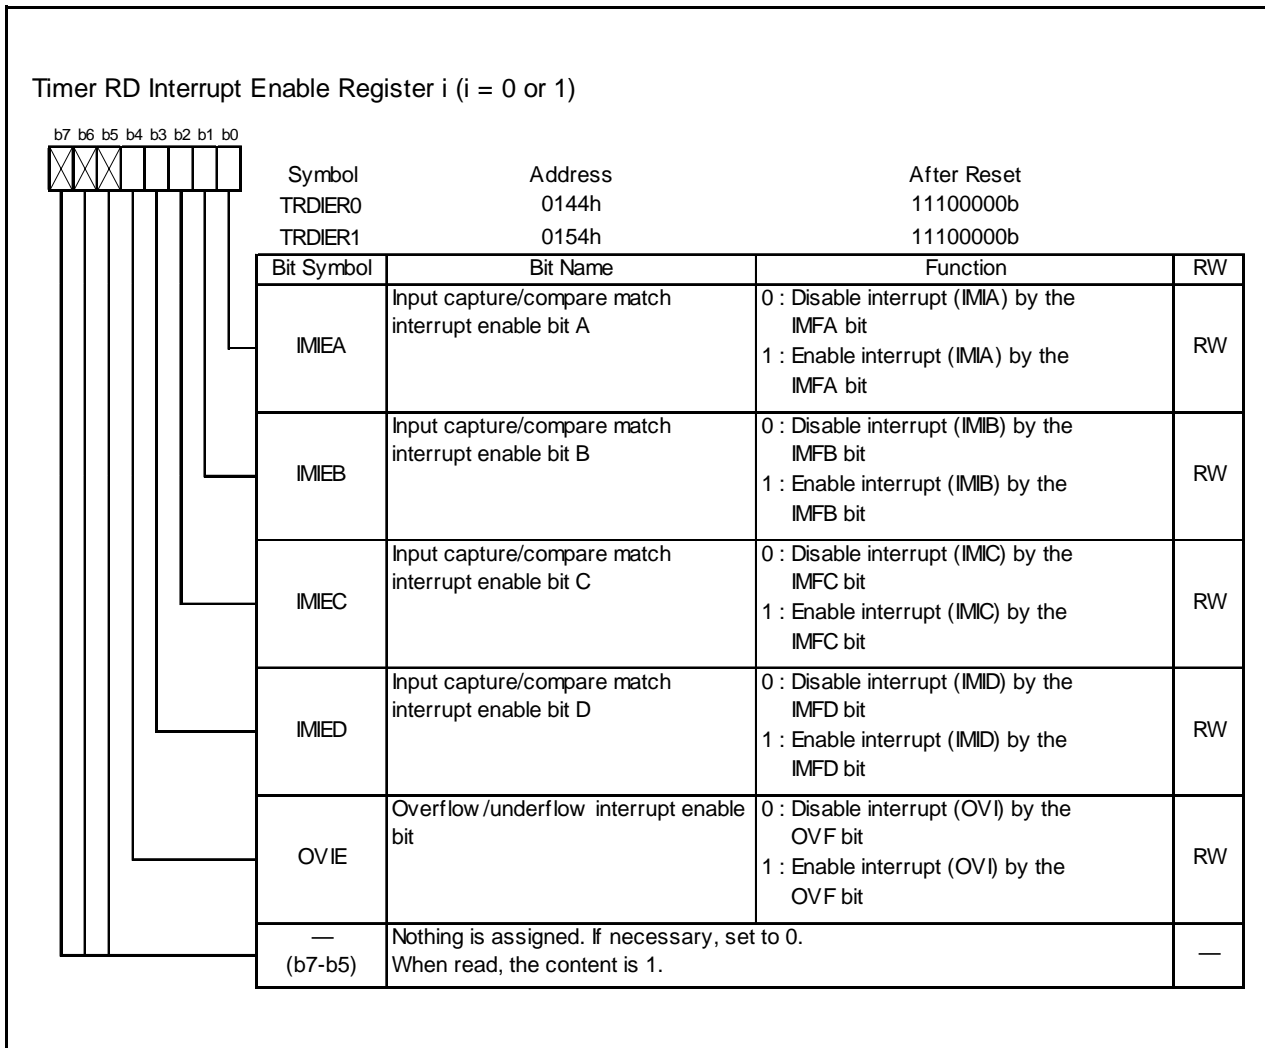 Timer RD Interrupt Enable Register i (i = 0 or 1)
b7 b6 b5 b4 b3 b2 b1 b0
Symbol Address After Reset
TRDIER0 0144h 11100000b
TRDIER1 0154h 11100000b
Bit Symbol Bit Name Function RW
IMIEA
Input capture/compare match
interrupt enable bit A
0 : Disable interrupt (IMIA) by the
IMFA bit
1 : Enable interrupt (IMIA) by the
IMFA bit
RW
IMIEB
Input capture/compare match
interrupt enable bit B
0 : Disable interrupt (IMIB) by the
IMFB bit
1 : Enable interrupt (IMIB) by the
IMFB bit
RW
IMIEC
Input capture/compare match
interrupt enable bit C
0 : Disable interrupt (IMIC) by the
IMFC bit
1 : Enable interrupt (IMIC) by the
IMFC bit
RW
IMIED
Input capture/compare match
interrupt enable bit D
0 : Disable interrupt (IMID) by the
IMFD bit
1 : Enable interrupt (IMID) by the
IMFD bit
RW
OVIE
Overflow/underflow interrupt enable
bit
0 : Disable interrupt (OVI) by the
OVF bit
1 : Enable interrupt (OVI) by the
OVF bit
RW
—
(b7-b5)
Nothing is assigned. If necessary, set to 0.
When read, the content is 1.
—